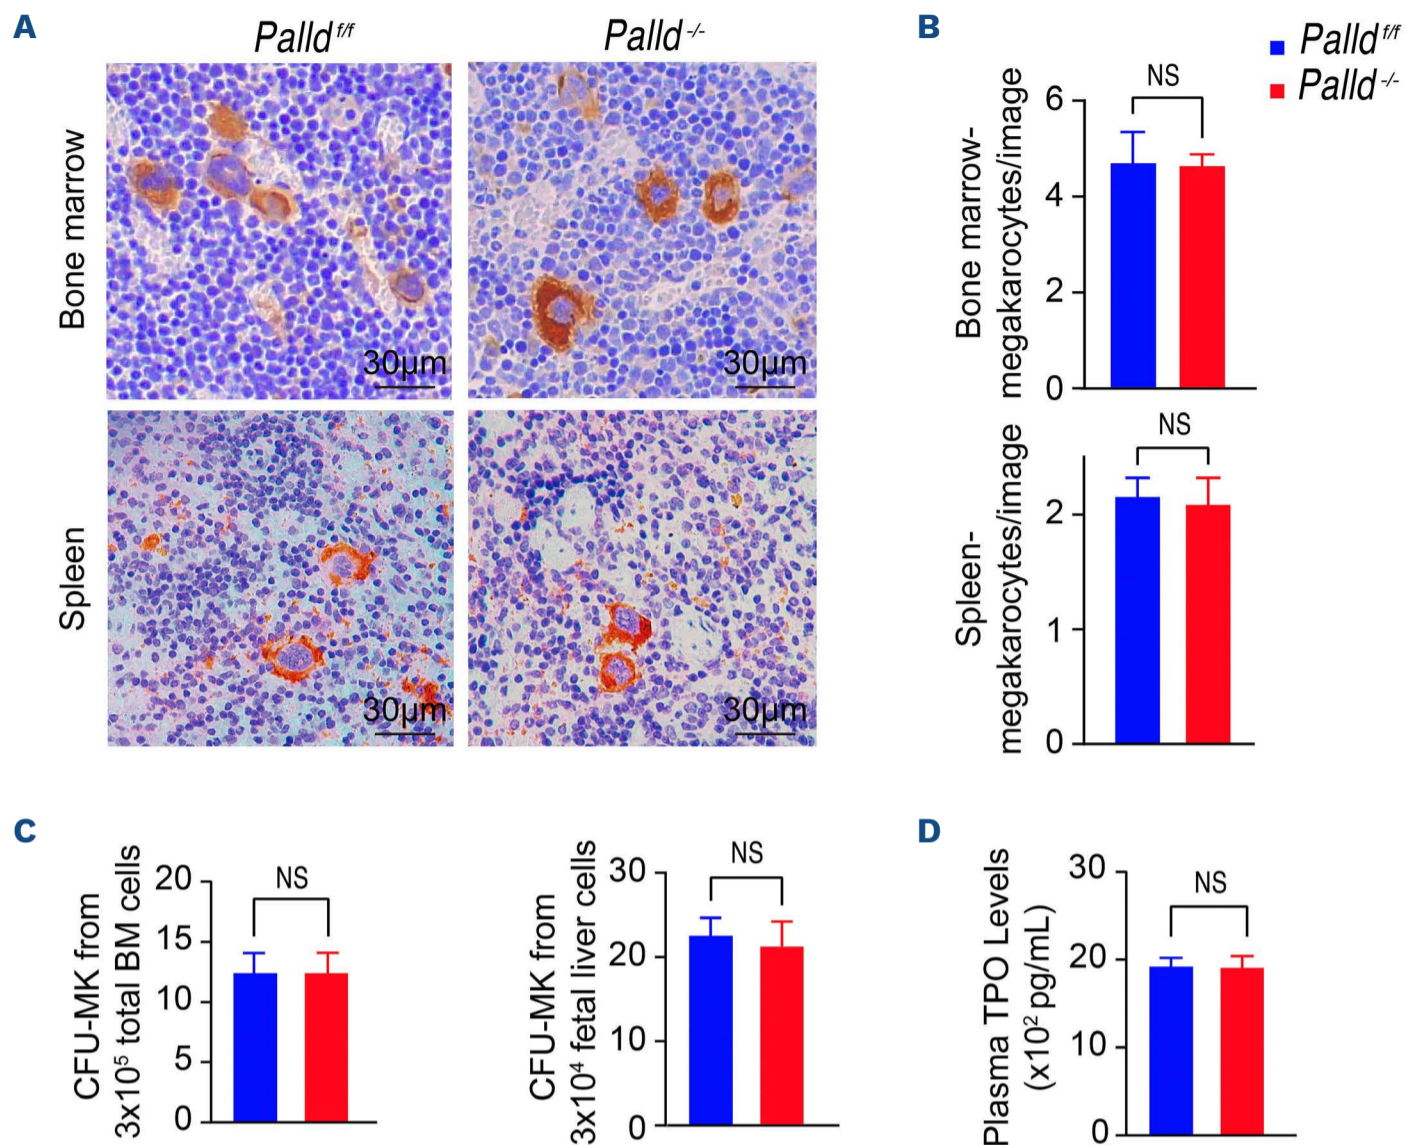 A
Palld f/f
Palld -/-
Bone marrow
30μm
30μm
Spleen
30μm
30μm
B
Palld f/f
Palld -/-
Bone marrow-
megakarocytes/image
6
4
2
0
NS
Spleen-
megakarocytes/image
2
1
0
NS
C
CFU-MK from
3x10⁵ total BM cells
20
15
10
5
0
NS
CFU-MK from
3x10⁴ fetal liver cells
30
20
10
0
NS
D
Plasma TPO Levels
(x10² pg/mL)
30
20
10
0
NS